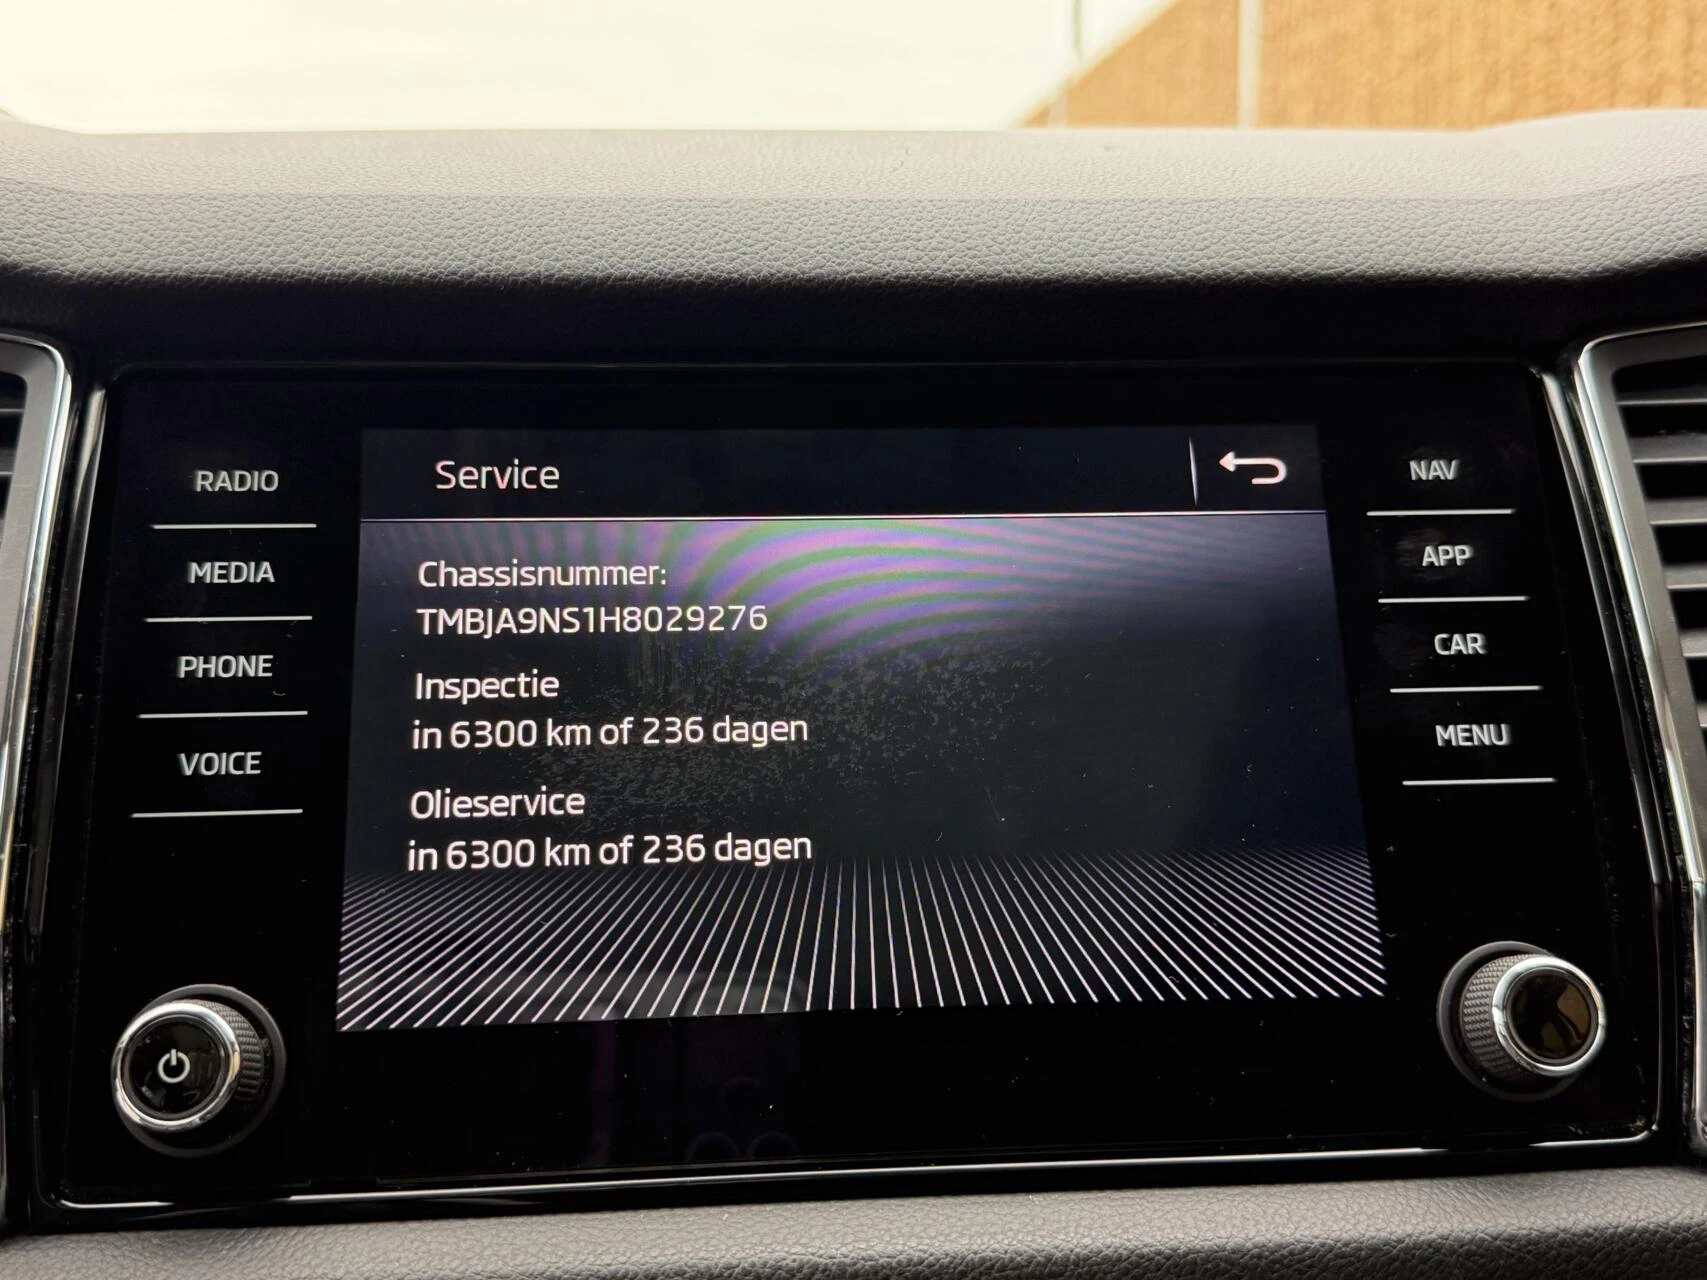 Service
RADIO
MEDIA
PHONE
VOICE
Chassisnummer:
TMBJA9NS1H8029276
Inspectie
in 6300 km of 236 dagen
Olieservice
in 6300 km of 236 dagen
NAV
APP
CAR
MENU